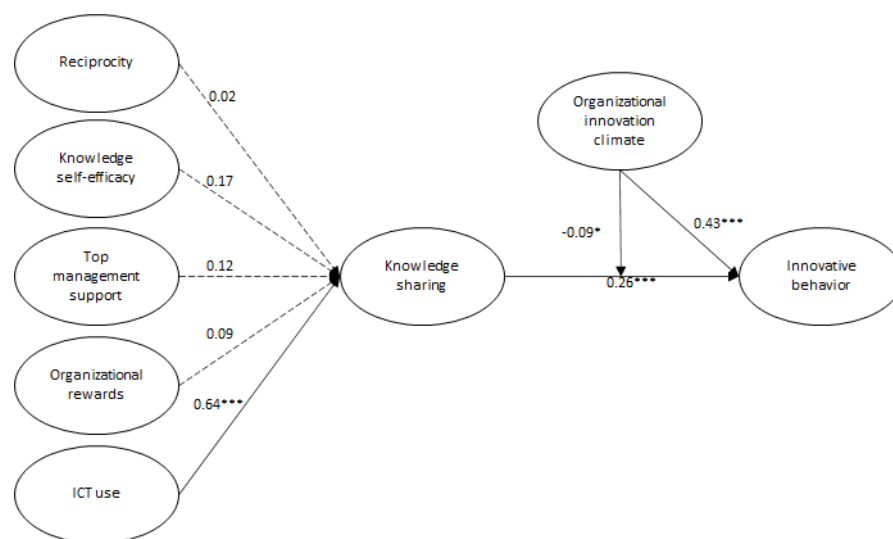 Reciprocity
0.02
Knowledge
self-efficacy
0.17
Top
management
support
0.12
Organizational
rewards
0.09
ICT use
0.64***
Knowledge
sharing
Organizational
innovation
climate
-0.09*
0.43***
0.26***
Innovative
behavior